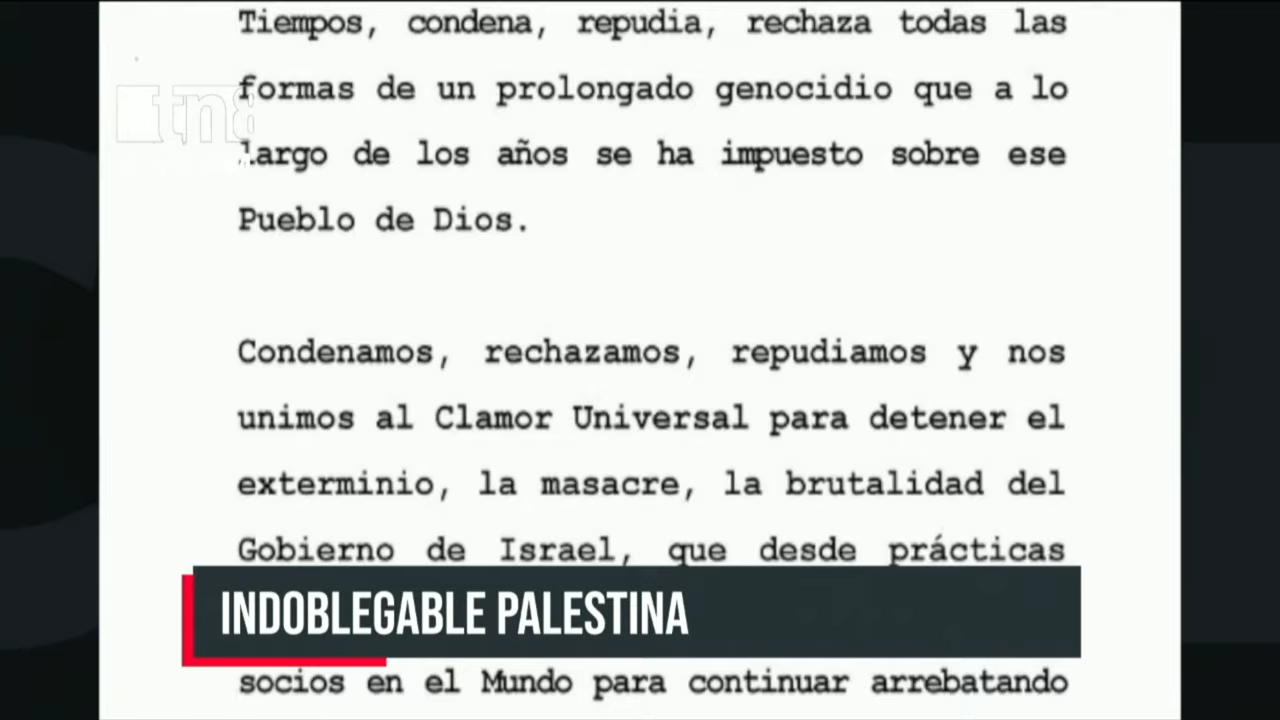 Tiempos, condena, repudia, rechaza todas las
tn8
formas de un prolongado genocidio que a lo
largo de los años se ha impuesto sobre ese
Pueblo de Dios.
Condenamos, rechazamos, repudiamos y nos
unimos al Clamor Universal para detener el
exterminio, la masacre, la brutalidad del
Gobierno de Israel, que desde prácticas
INDOBLEGABLE PALESTINA
socios en el Mundo para continuar arrebatando